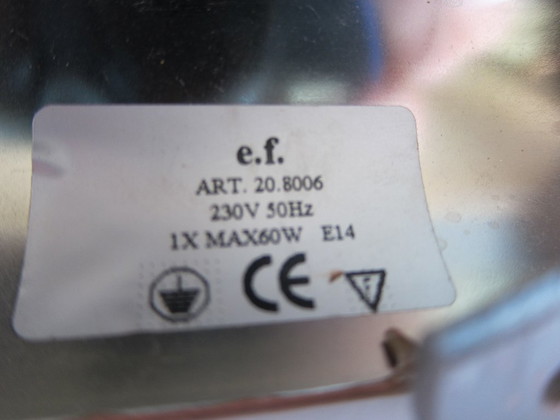 e.f.
ART. 20.8006
230V 50Hz
1X MAX60W E14
CE F